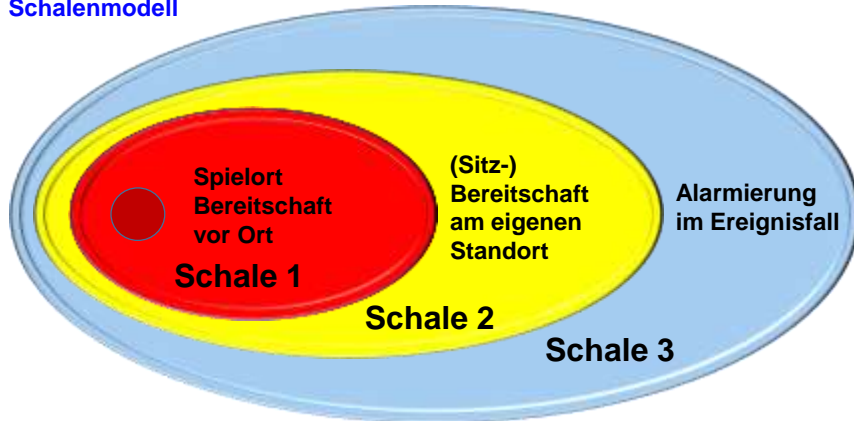 Schalenmodell
Spielort
Bereitschaft
vor Ort
Schale 1
(Sitz-)
Bereitschaft
am eigenen
Standort
Schale 2
Alarmierung
im Ereignisfall
Schale 3